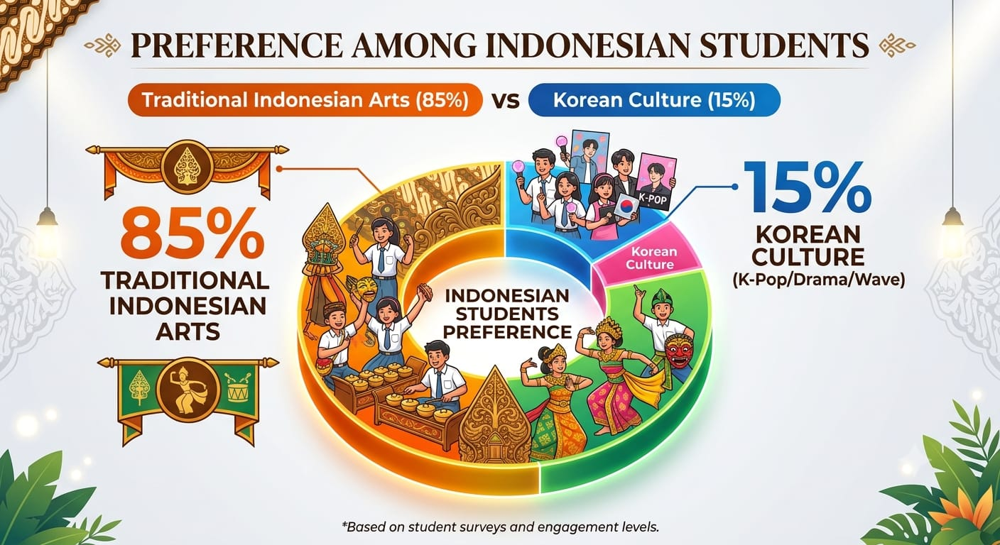 PREFERENCE AMONG INDONESIAN STUDENTS
Traditional Indonesian Arts (85%) VS Korean Culture (15%)
85%
TRADITIONAL
INDONESIAN
ARTS
K-POP
Korean
Culture
INDONESIAN
STUDENTS
PREFERENCE
15%
KOREAN
CULTURE
(K-Pop/Drama/Wave)
*Based on student surveys and engagement levels.